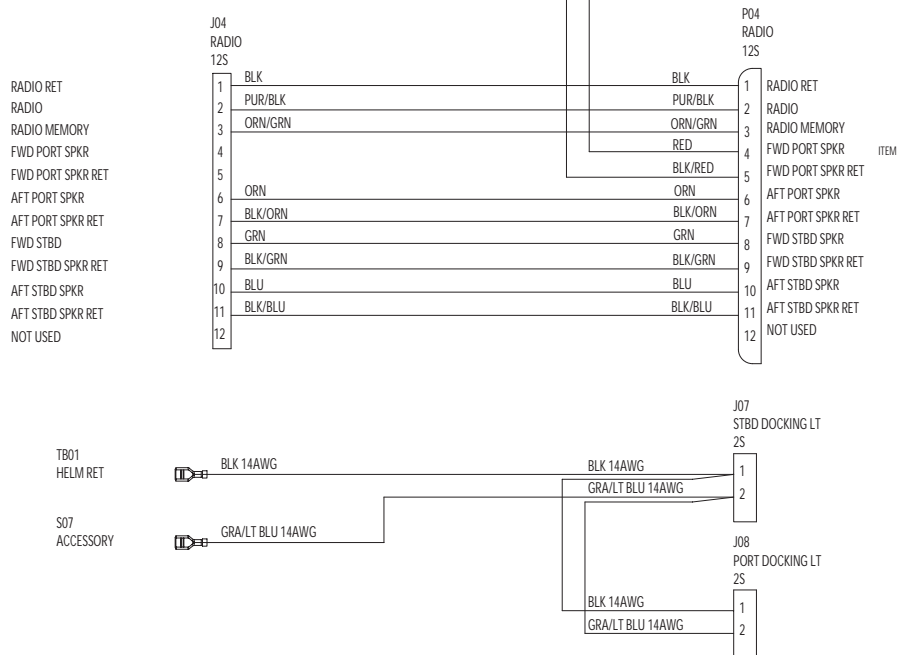 J04
RADIO
12S
P04
RADIO
12S
RADIO RET 1 BLK BLK 1 RADIO RET
RADIO 2 PUR/BLK PUR/BLK 2 RADIO
RADIO MEMORY 3 ORN/GRN ORN/GRN 3 RADIO MEMORY
FWD PORT SPKR 4 RED 4 FWD PORT SPKR ITEM
FWD PORT SPKR RET 5 BLK/RED 5 FWD PORT SPKR RET
AFT PORT SPKR 6 ORN ORN 6 AFT PORT SPKR
AFT PORT SPKR RET 7 BLK/ORN BLK/ORN 7 AFT PORT SPKR RET
FWD STBD 8 GRN GRN 8 FWD STBD SPKR
FWD STBD SPKR RET 9 BLK/GRN BLK/GRN 9 FWD STBD SPKR RET
AFT STBD SPKR 10 BLU BLU 10 AFT STBD SPKR
AFT STBD SPKR RET 11 BLK/BLU BLK/BLU 11 AFT STBD SPKR RET
NOT USED 12 12 NOT USED
J07
STBD DOCKING LT
2S
TB01
HELM RET BLK 14AWG BLK 14AWG 1
GRA/LT BLU 14AWG 2
S07
ACCESSORY GRA/LT BLU 14AWG
J08
PORT DOCKING LT
2S
BLK 14AWG 1
GRA/LT BLU 14AWG 2